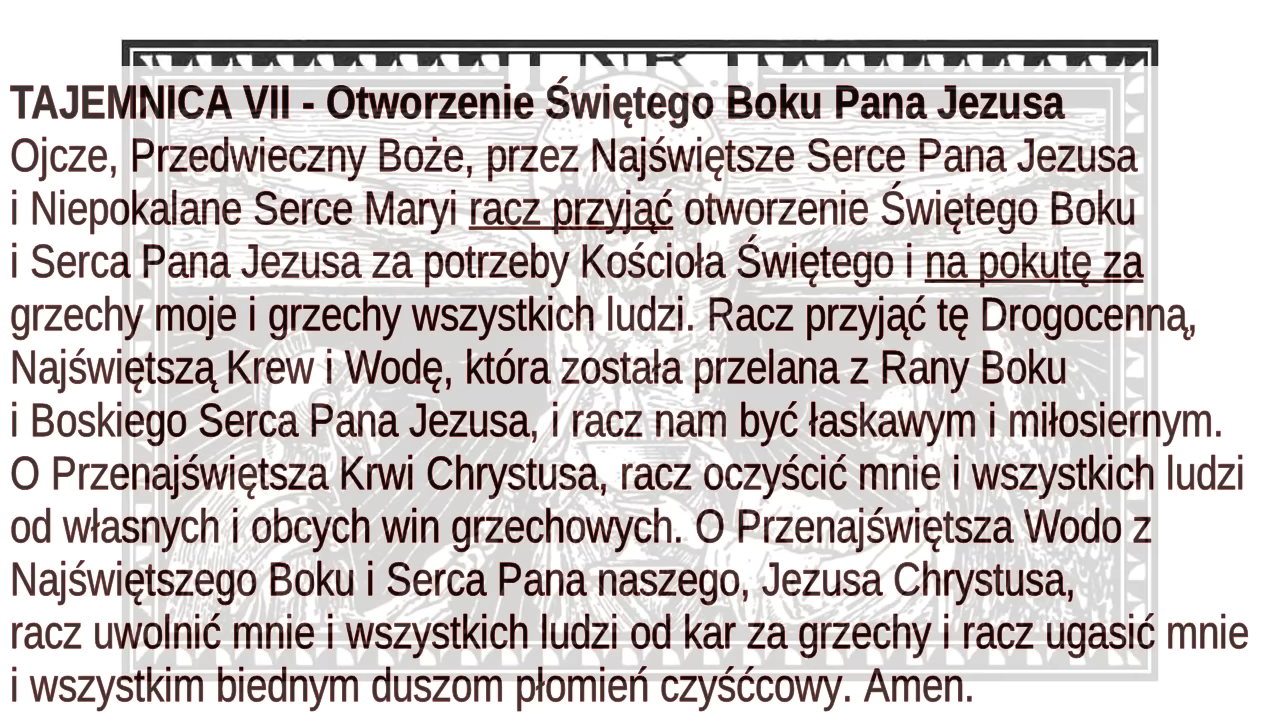 INRI
TAJEMNICA VII - Otworzenie Świętego Boku Pana Jezusa
Ojcze, Przedwieczny Boże, przez Najświętsze Serce Pana Jezusa
i Niepokalane Serce Maryi racz przyjąć otworzenie Świętego Boku
i Serca Pana Jezusa za potrzeby Kościoła Świętego i na pokutę za
grzechy moje i grzechy wszystkich ludzi. Racz przyjąć tę Drogocenną,
Najświętszą Krew i Wodę, która została przelana z Rany Boku
i Boskiego Serca Pana Jezusa, i racz nam być łaskawym i miłosiernym.
O Przenajświętsza Krwi Chrystusa, racz oczyścić mnie i wszystkich ludzi
od własnych i obcych win grzechowych. O Przenajświętsza Wodo z
Najświętszego Boku i Serca Pana naszego, Jezusa Chrystusa,
racz uwolnić mnie i wszystkich ludzi od kar za grzechy i racz ugasić mnie
i wszystkim biednym duszom płomień czyśćcowy. Amen.